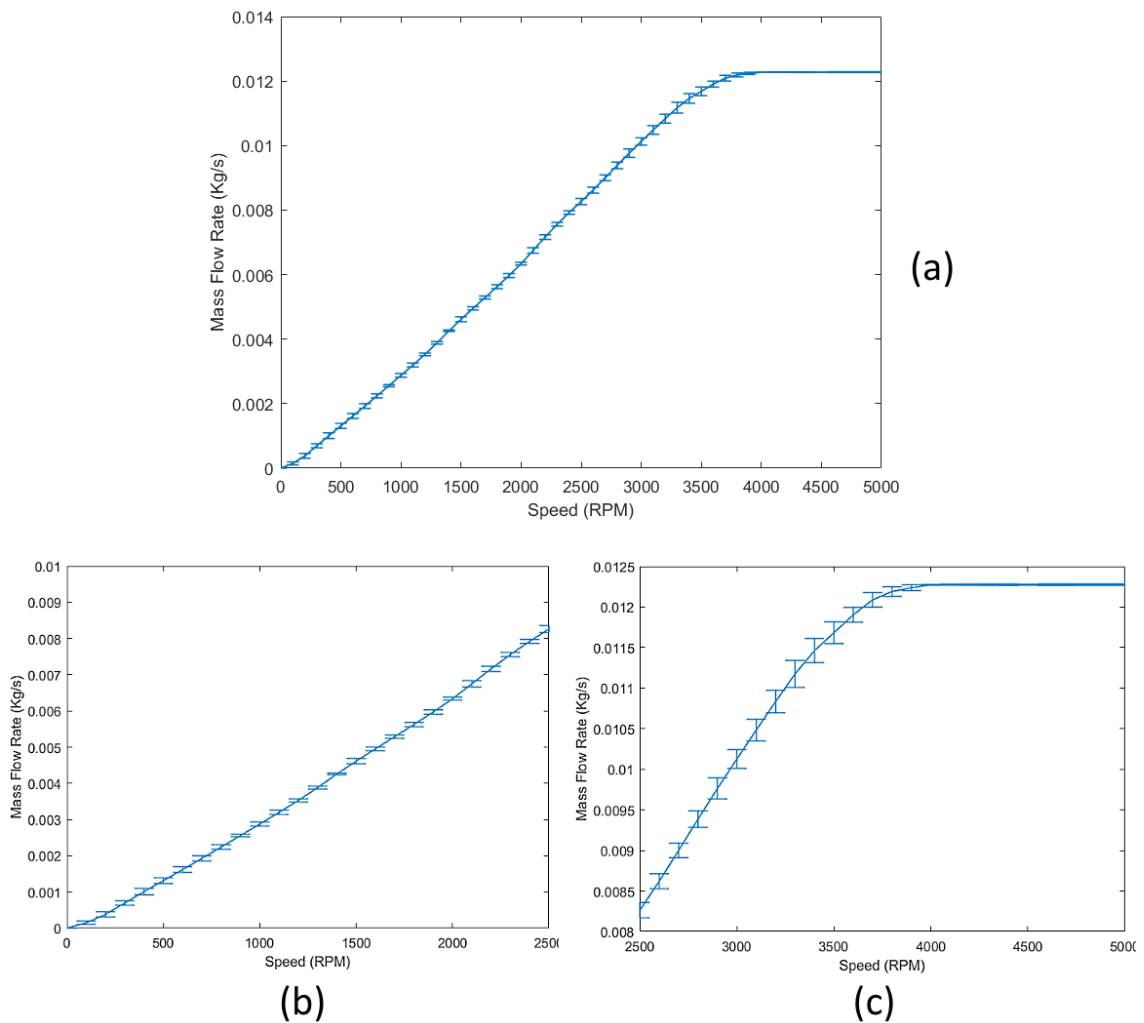 0.014
0.012
0.01
0.008
0.006
0.004
0.002
0
Mass Flow Rate (Kg/s)
0 500 1000 1500 2000 2500 3000 3500 4000 4500 5000
Speed (RPM)
(a)
0.01
0.009
0.008
0.007
0.006
0.005
0.004
0.003
0.002
0.001
0
Mass Flow Rate (Kg/s)
0 500 1000 1500 2000 2500
Speed (RPM)
(b)
0.0125
0.012
0.0115
0.011
0.0105
0.01
0.0095
0.009
0.0085
0.008
Mass Flow Rate (Kg/s)
2500 3000 3500 4000 4500 5000
Speed (RPM)
(c)